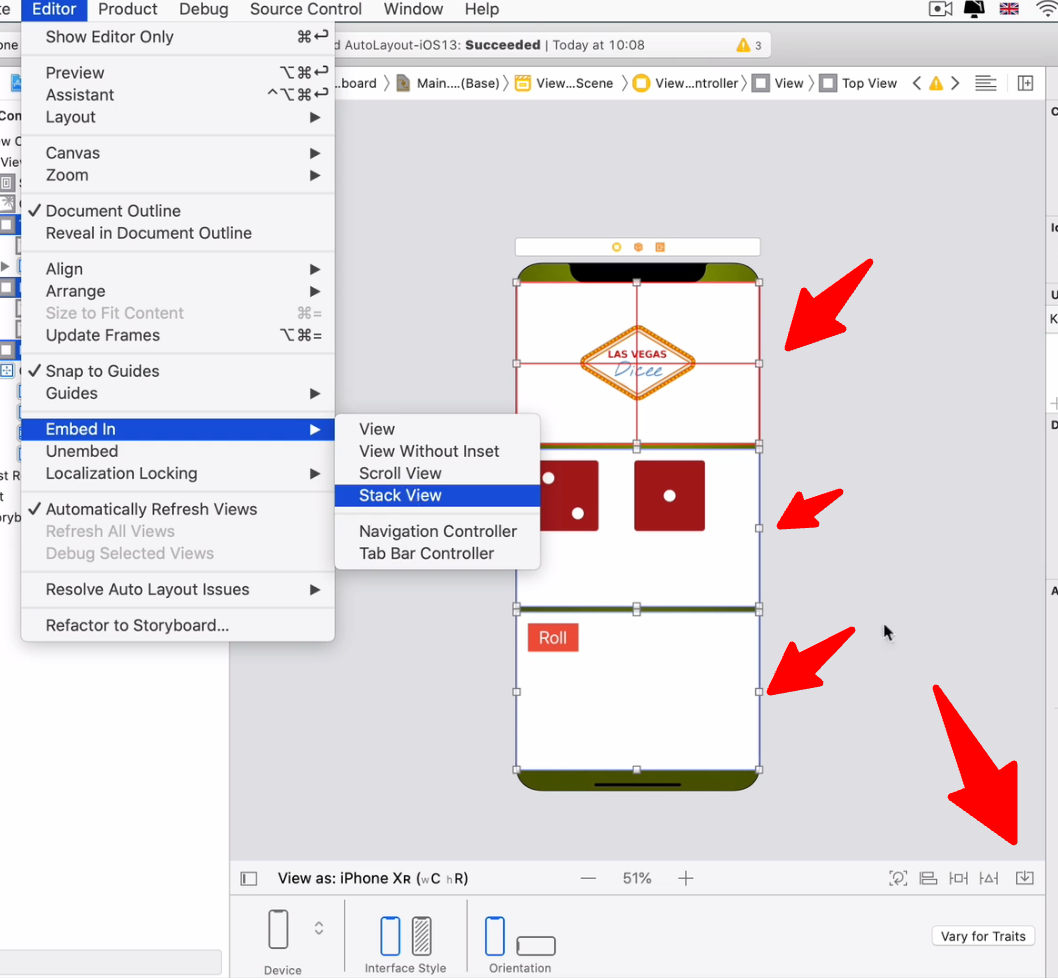 te Editor Product Debug Source Control Window Help
one
d AutoLayout-iOS13: Succeeded | Today at 10:08
3
..board Main....(Base) View...Scene View...ntroller View Top View
Show Editor Only ⌘↩
Preview ⌥⌘↩
Assistant ^⌥⌘↩
Layout ▶
Canvas ▶
Zoom ▶
✓ Document Outline
Reveal in Document Outline
Align ▶
Arrange ▶
Size to Fit Content ⌘=
Update Frames ⌥⌘=
✓ Snap to Guides
Guides ▶
Embed In ▶
Unembed
Localization Locking ▶
✓ Automatically Refresh Views
Refresh All Views
Debug Selected Views
Resolve Auto Layout Issues ▶
Refactor to Storyboard...
View
View Without Inset
Scroll View
Stack View
Navigation Controller
Tab Bar Controller
LAS VEGAS
Dicee
Roll
View as: iPhone XR (wC hR)
— 51% +
Device
Interface Style
Orientation
Vary for Traits